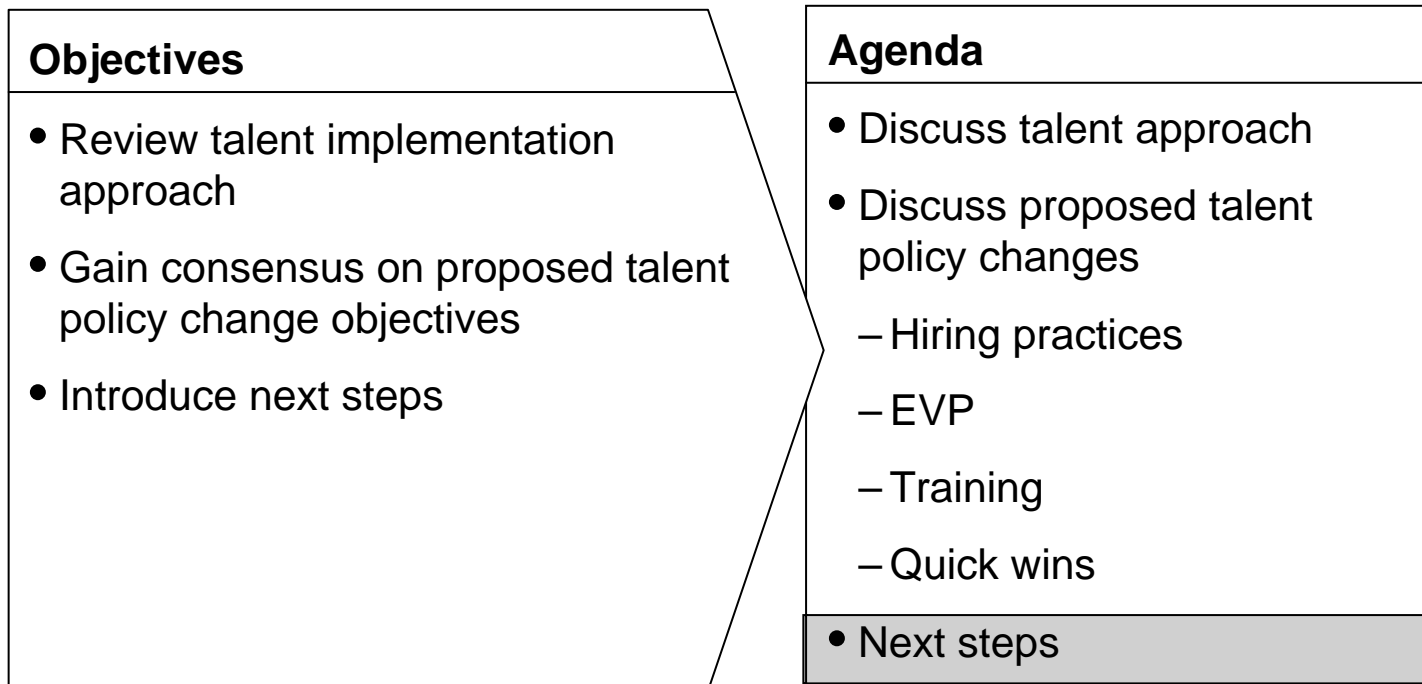 Objectives
• Review talent implementation
approach
• Gain consensus on proposed talent
policy change objectives
• Introduce next steps
Agenda
• Discuss talent approach
• Discuss proposed talent
policy changes
– Hiring practices
– EVP
– Training
– Quick wins
• Next steps